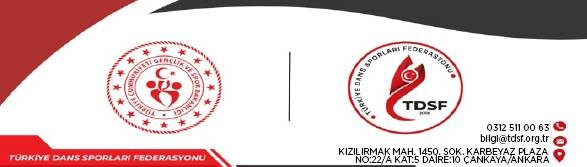 TÜRKİYE CUMHURİYETİ GENÇLİK VE SPOR BAKANLIĞI
TÜRKİYE DANS SPORLARI FEDERASYONU
TDSF
2006
0312 511 00 63
bilgi@tdsf.org.tr
KIZILIRMAK MAH. 1450. SOK. KARBEYAZ PLAZA
NO:22/A KAT:5 DAİRE:10 ÇANKAYA/ANKARA
TÜRKİYE DANS SPORLARI FEDERASYONU